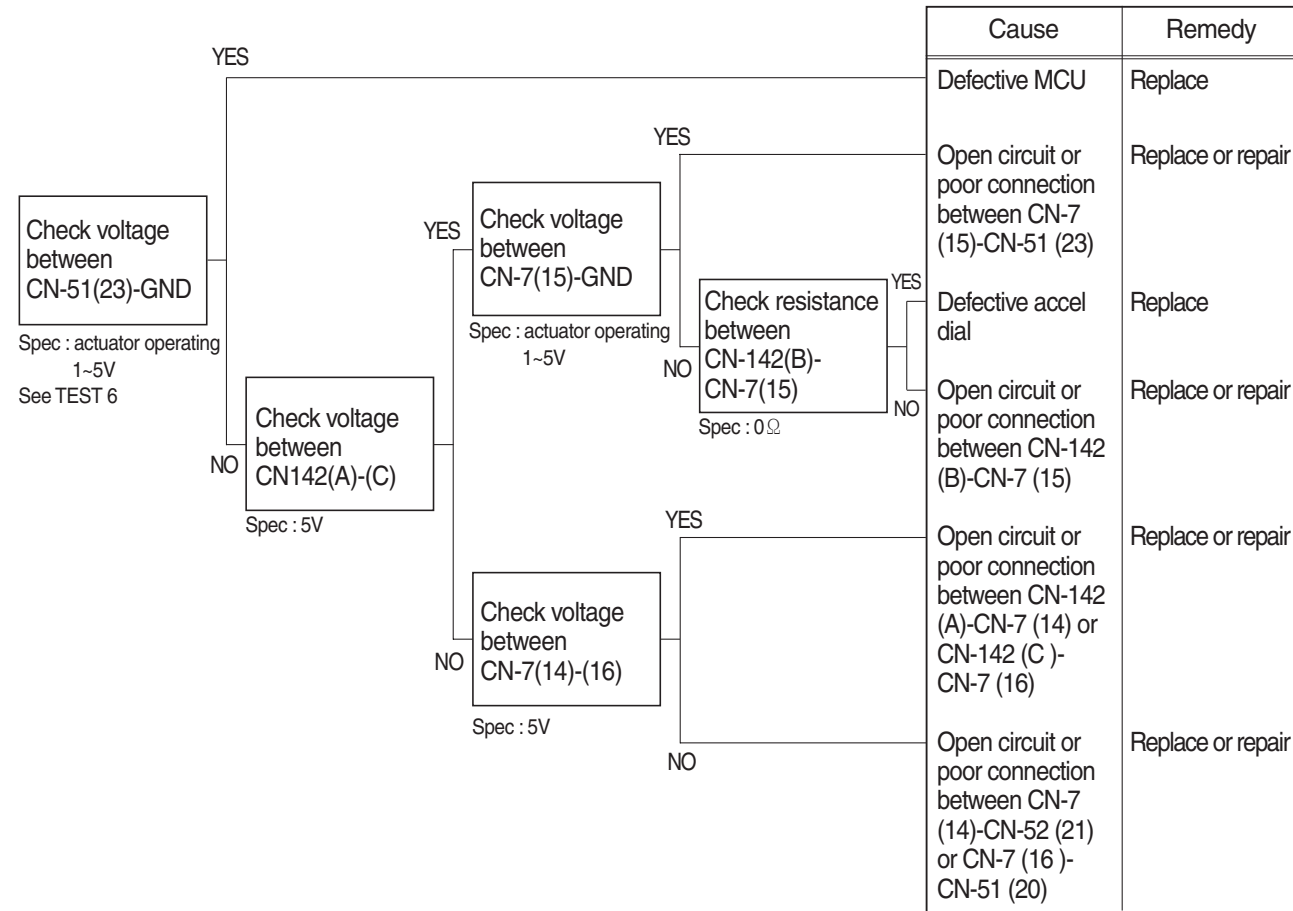 Cause
Remedy
YES
Defective MCU
Replace
YES
Open circuit or
poor connection
between CN-7
(15)-CN-51 (23)
Replace or repair
Check voltage
between
CN-51(23)-GND
Spec : actuator operating
1~5V
See TEST 6
YES
Check voltage
between
CN-7(15)-GND
Spec : actuator operating
1~5V
NO
Check resistance
between
CN-142(B)-
CN-7(15)
Spec : 0Ω
YES
Defective accel
dial
Replace
NO
Open circuit or
poor connection
between CN-142
(B)-CN-7 (15)
Replace or repair
NO
Check voltage
between
CN142(A)-(C)
Spec : 5V
YES
Open circuit or
poor connection
between CN-142
(A)-CN-7 (14) or
CN-142 (C )-
CN-7 (16)
Replace or repair
NO
Check voltage
between
CN-7(14)-(16)
Spec : 5V
NO
Open circuit or
poor connection
between CN-7
(14)-CN-52 (21)
or CN-7 (16 )-
CN-51 (20)
Replace or repair